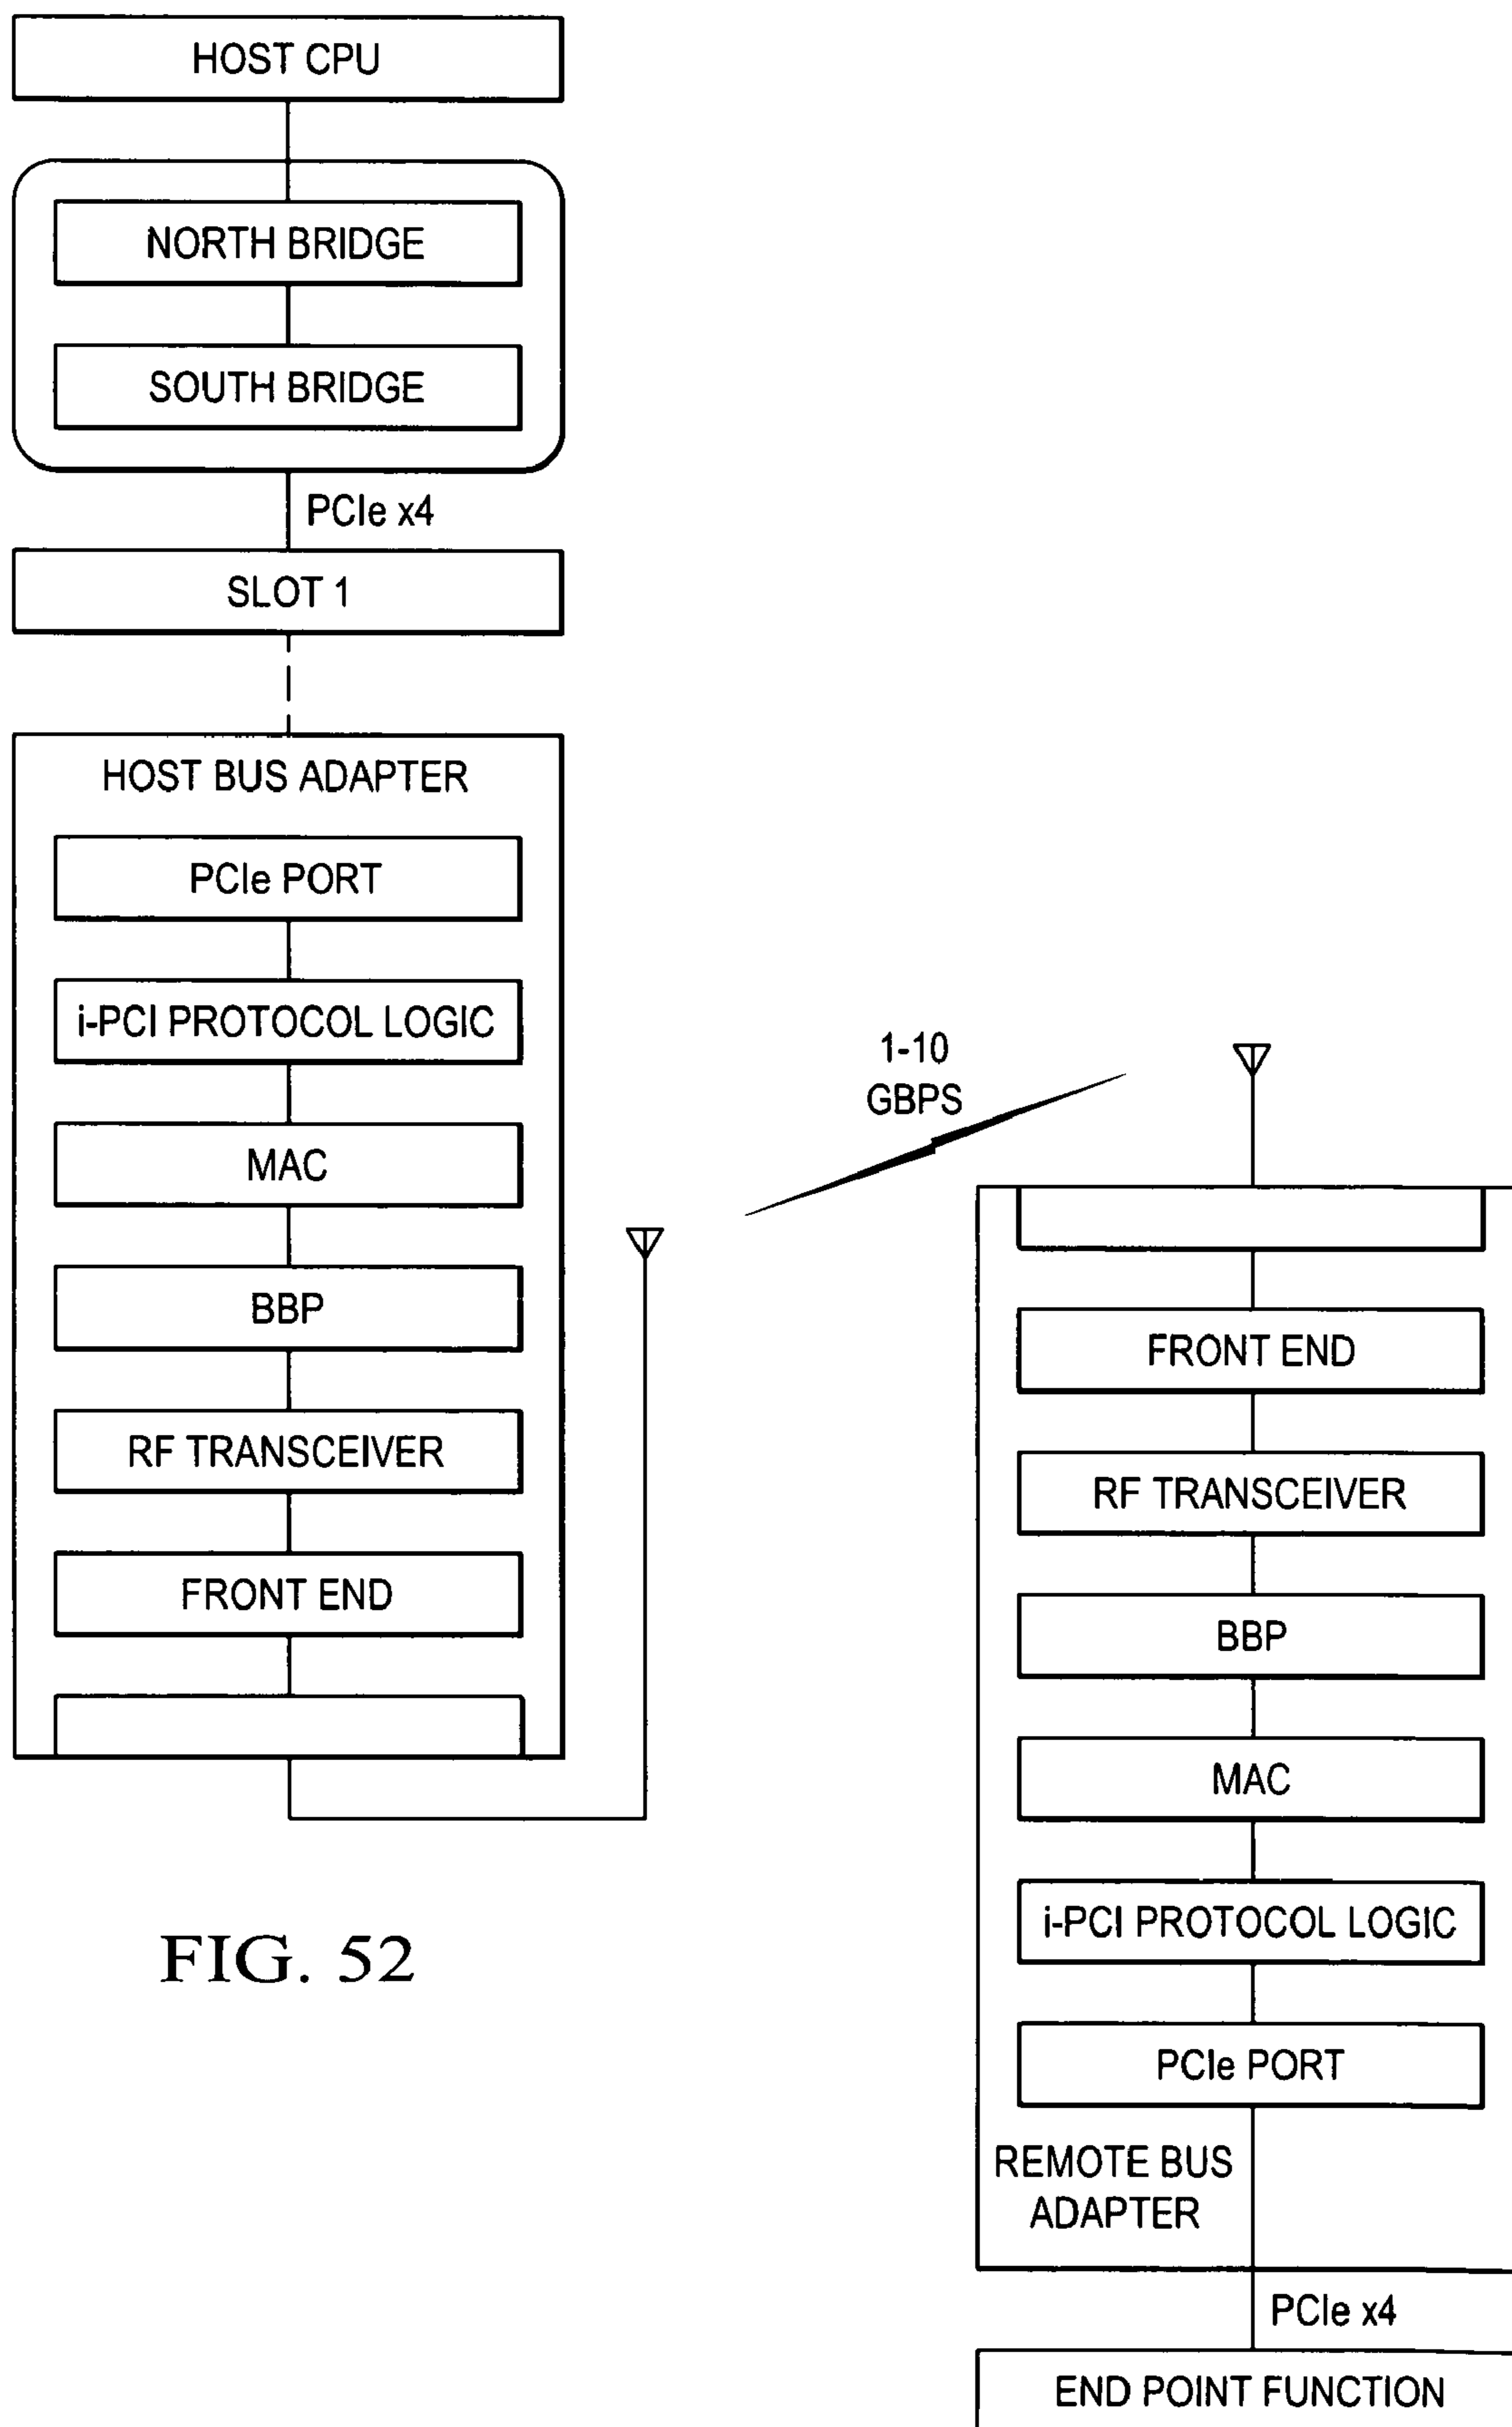 HOST CPU
NORTH BRIDGE
SOUTH BRIDGE
PCIe x4
SLOT 1
HOST BUS ADAPTER
PCIe PORT
i-PCI PROTOCOL LOGIC
MAC
BBP
RF TRANSCEIVER
FRONT END
1-10
GBPS
FRONT END
RF TRANSCEIVER
BBP
MAC
i-PCI PROTOCOL LOGIC
PCIe PORT
REMOTE BUS
ADAPTER
PCIe x4
END POINT FUNCTION
FIG. 52